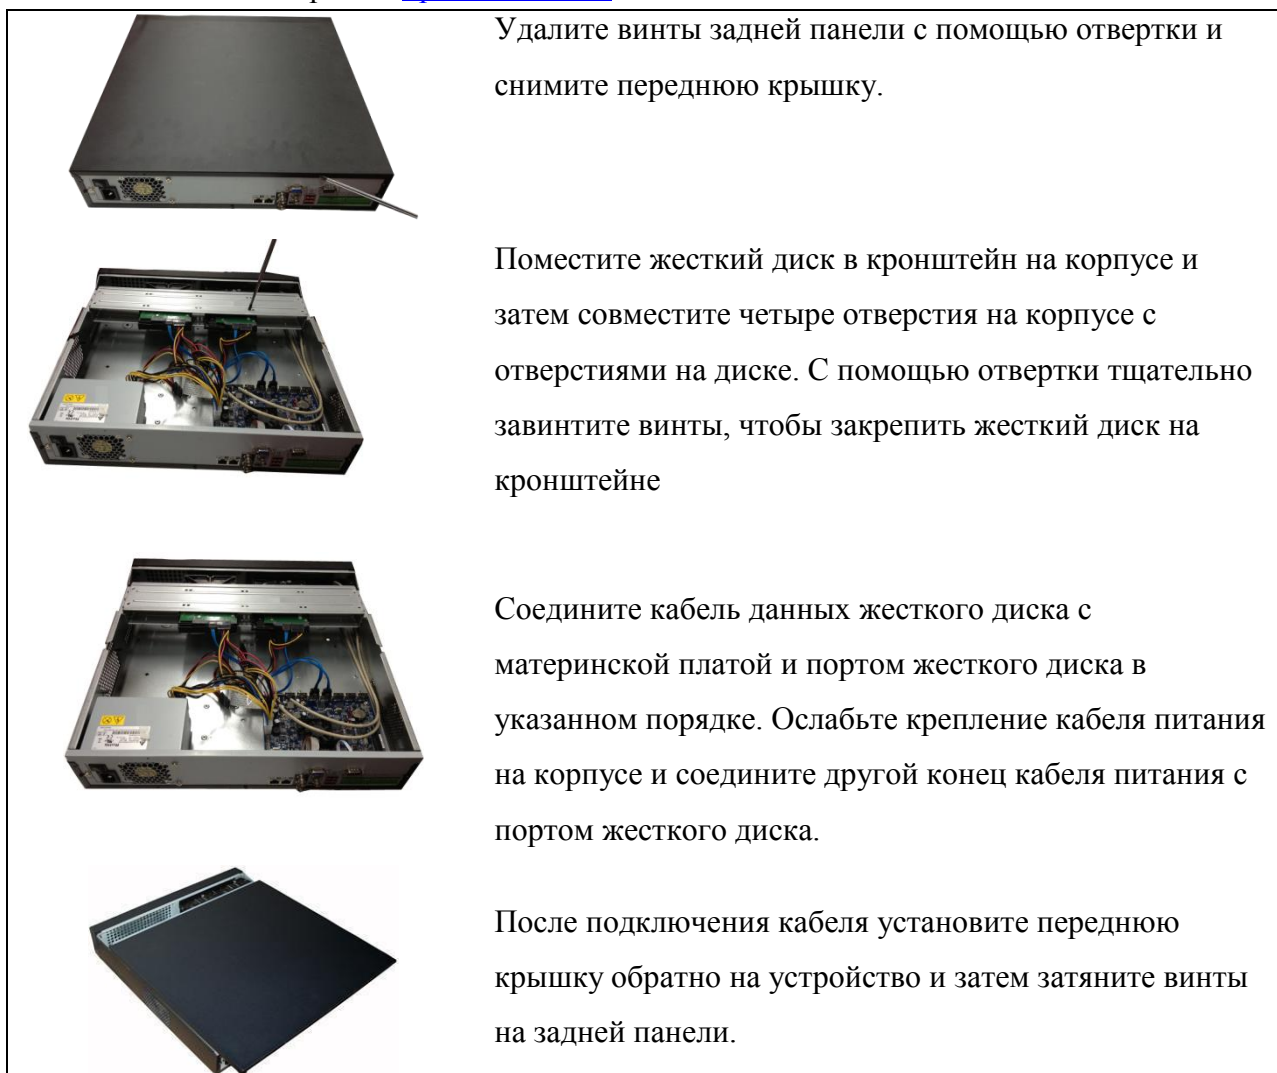 Удалите винты задней панели с помощью отвертки и
снимите переднюю крышку.
Поместите жесткий диск в кронштейн на корпусе и
затем совместите четыре отверстия на корпусе с
отверстиями на диске. С помощью отвертки тщательно
завинтите винты, чтобы закрепить жесткий диск на
кронштейне
Соедините кабель данных жесткого диска с
материнской платой и портом жесткого диска в
указанном порядке. Ослабьте крепление кабеля питания
на корпусе и соедините другой конец кабеля питания с
портом жесткого диска.
После подключения кабеля установите переднюю
крышку обратно на устройство и затем затяните винты
на задней панели.